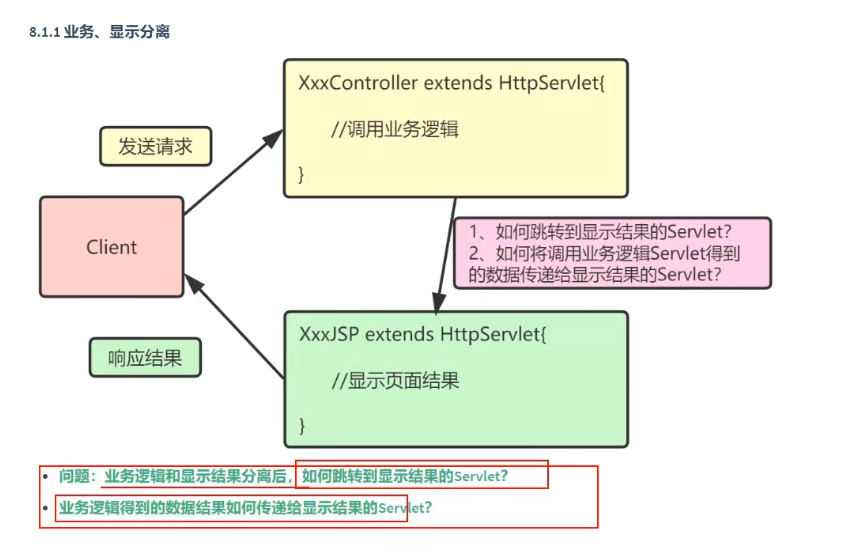 8.1.1 业务、显示分离
XxxController extends HttpServlet{
//调用业务逻辑
}
发送请求
Client
1、如何跳转到显示结果的Servlet?
2、如何将调用业务逻辑Servlet得到
的数据传递给显示结果的Servlet?
XxxJSP extends HttpServlet{
//显示页面结果
}
响应结果
• 问题：业务逻辑和显示结果分离后，如何跳转到显示结果的Servlet?
• 业务逻辑得到的数据结果如何传递给显示结果的Servlet?